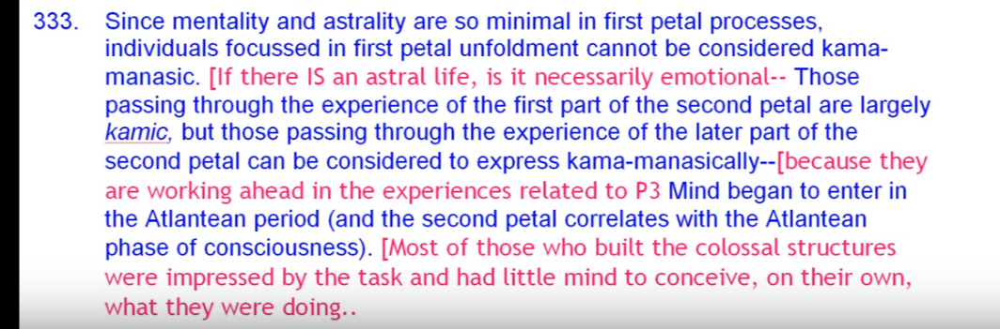 333. Since mentality and astrality are so minimal in first petal processes,
individuals focussed in first petal unfoldment cannot be considered kama-
manasic. [If there IS an astral life, is it necessarily emotional-- Those
passing through the experience of the first part of the second petal are largely
kamic, but those passing through the experience of the later part of the
second petal can be considered to express kama-manasically--[because they
are working ahead in the experiences related to P3 Mind began to enter in
the Atlantean period (and the second petal correlates with the Atlantean
phase of consciousness). [Most of those who built the colossal structures
were impressed by the task and had little mind to conceive, on their own,
what they were doing..